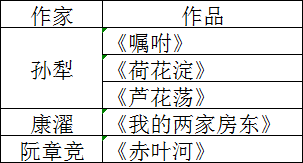 作家 作品
孙犁 《嘱咐》
《荷花淀》
《芦花荡》
康濯 《我的两家房东》
阮章竞 《赤叶河》